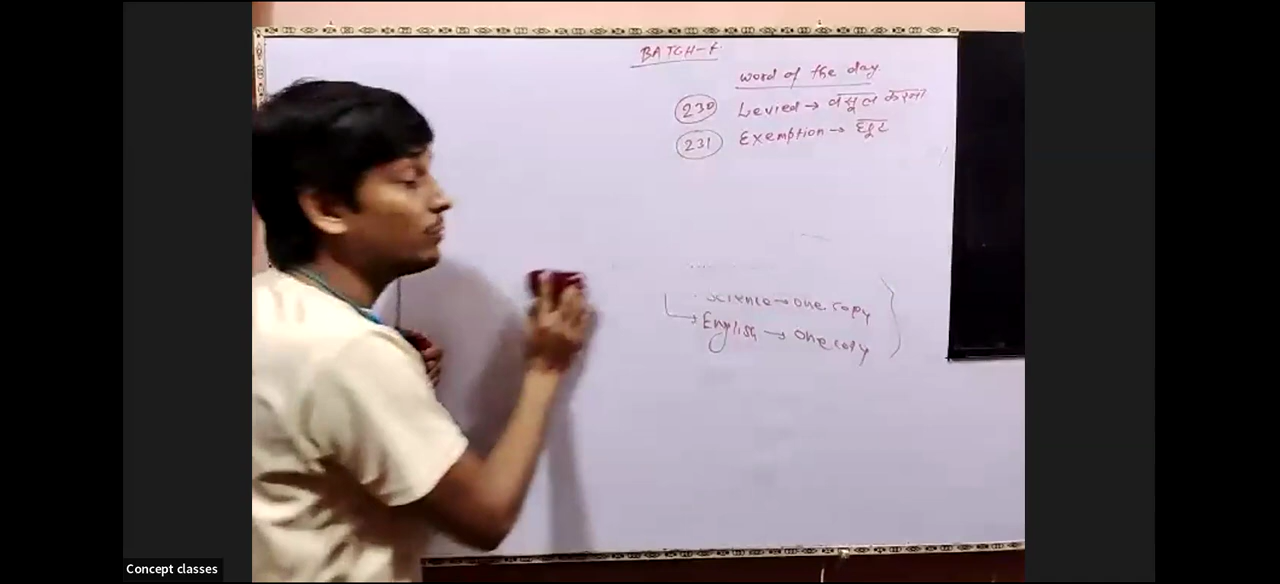 BATCH-F
word of the day
230 Levied → वसूल करना
231 Exemption → छूट
Science → One copy
English → One copy
Concept classes